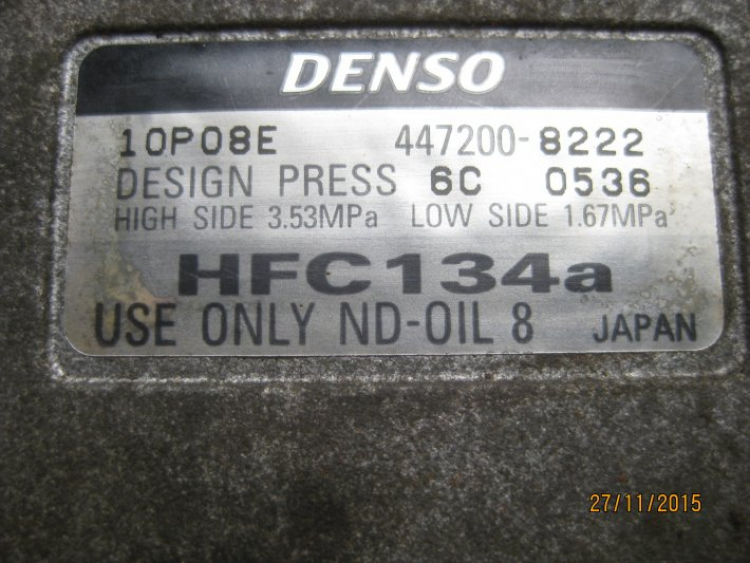 DENSO
10P08E 447200-8222
DESIGN PRESS 6C 0536
HIGH SIDE 3.53MPa LOW SIDE 1.67MPa
HFC134a
USE ONLY ND-OIL 8 JAPAN
27/11/2015